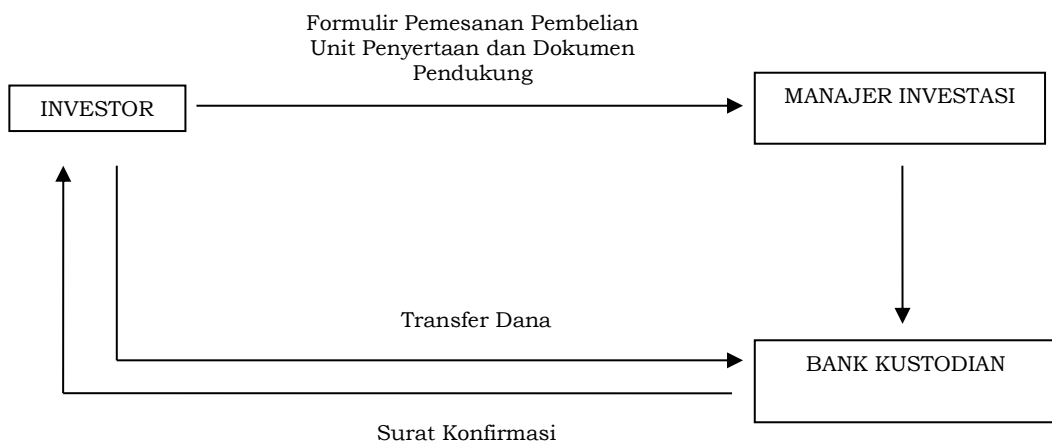 Formulir Pemesanan Pembelian
Unit Penyertaan dan Dokumen
Pendukung
INVESTOR
MANAJER INVESTASI
Transfer Dana
BANK KUSTODIAN
Surat Konfirmasi